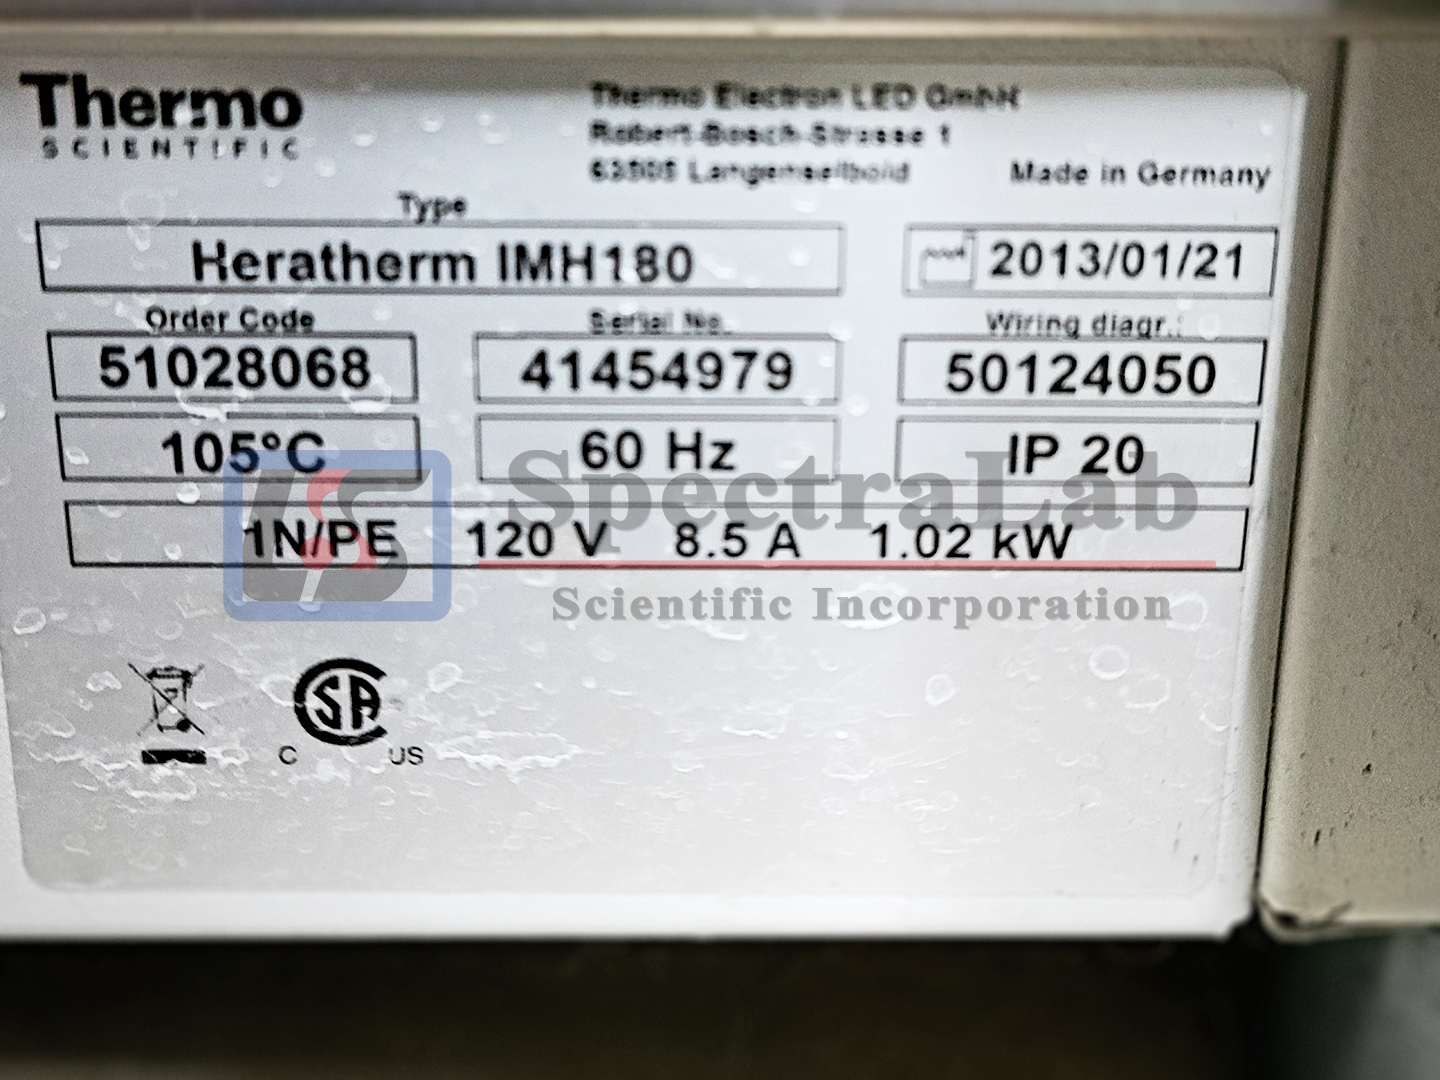 Thermo
SCIENTIFIC
Thermo Electron LED GmbH
Robert-Bosch-Strasse 1
63505 Langenselbold
Made in Germany
Type
Heratherm IMH180
2013/01/21
Order Code
Serial No.
Wiring diagr.:
51028068
41454979
50124050
105°C
60 Hz
IP 20
1N/PE 120 V 8.5 A 1.02 kW
SpectraLab
Scientific Incorporation
SA
C US